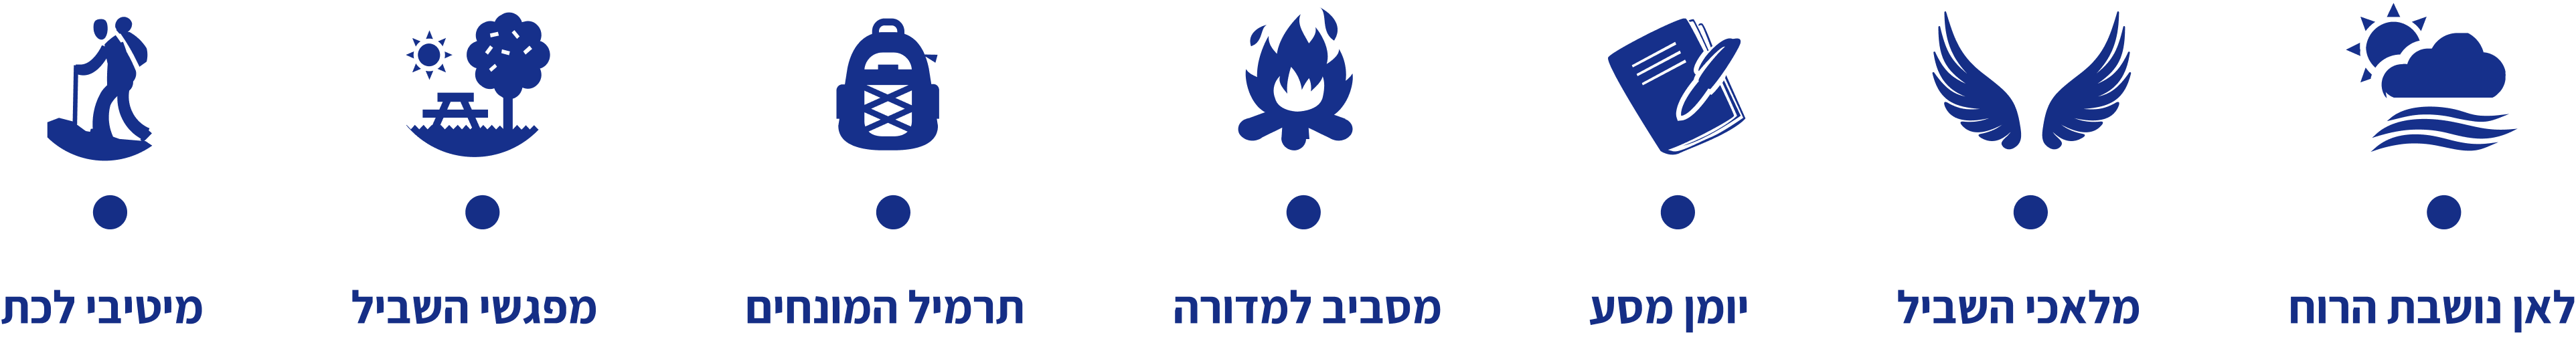 לאן נושבת הרוח
מלאכי השביל
יומן מסע
מסביב למדורה
תרמיל המונחים
מפגשי השביל
מיטיבי לכת